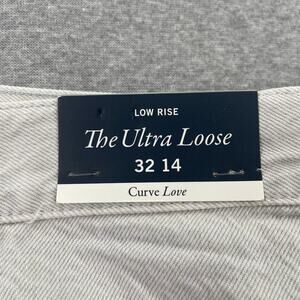 LOW RISE
The Ultra Loose
32 14
Curve Love